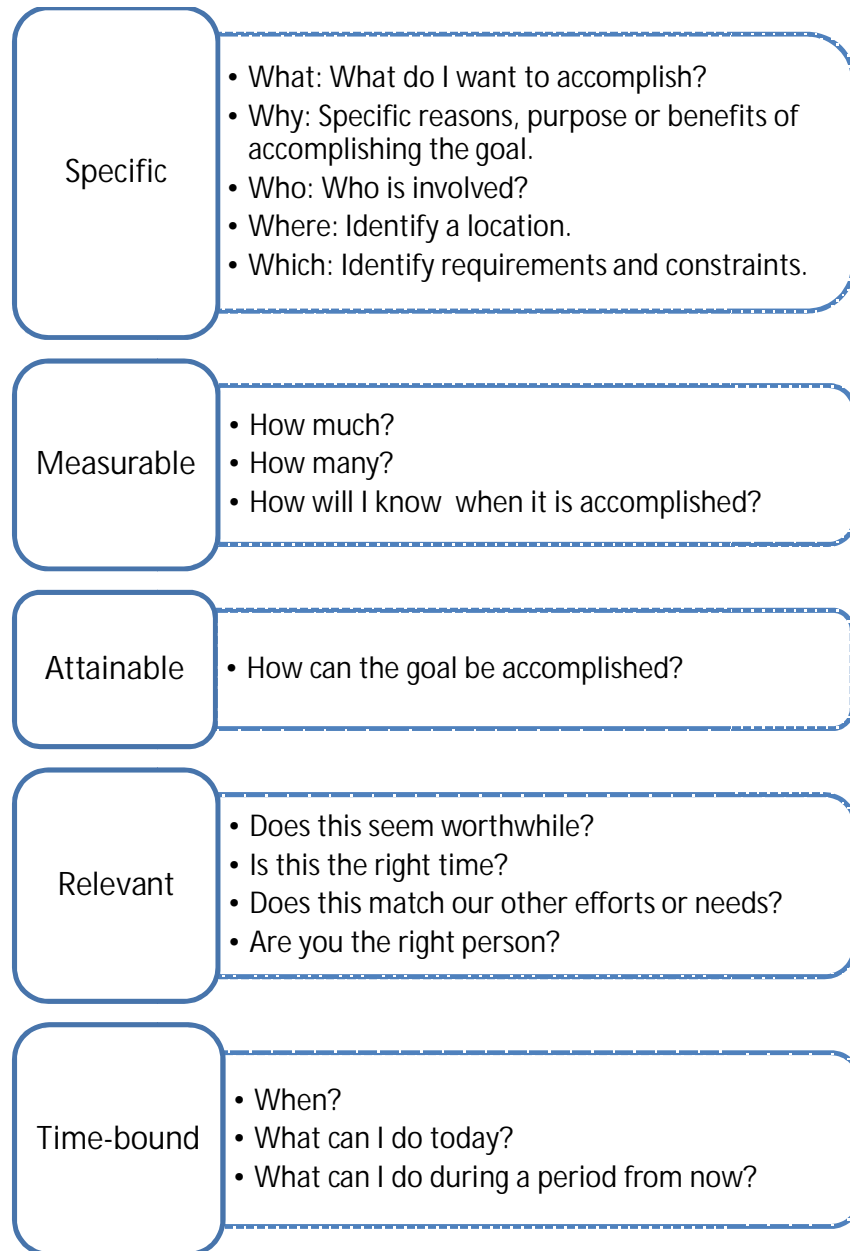 Specific
• What: What do I want to accomplish?
• Why: Specific reasons, purpose or benefits of
accomplishing the goal.
• Who: Who is involved?
• Where: Identify a location.
• Which: Identify requirements and constraints.
Measurable
• How much?
• How many?
• How will I know  when it is accomplished?
Attainable
• How can the goal be accomplished?
Relevant
• Does this seem worthwhile?
• Is this the right time?
• Does this match our other efforts or needs?
• Are you the right person?
Time-bound
• When?
• What can I do today?
• What can I do during a period from now?